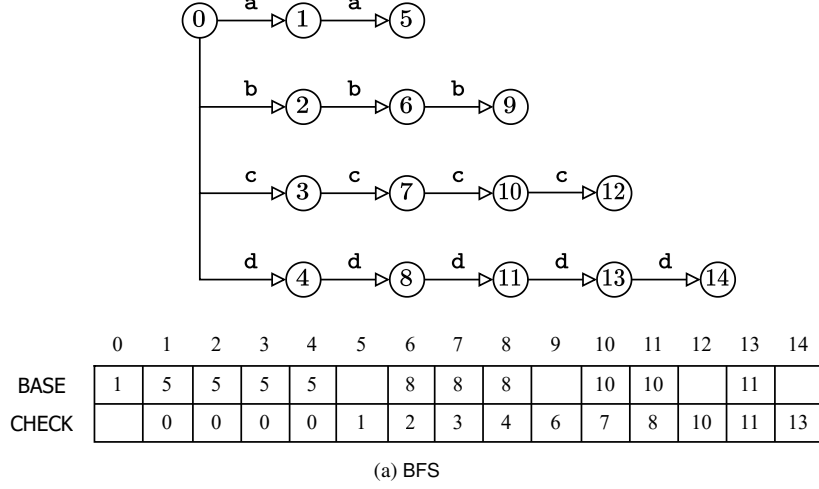 a a
0 1 5
b b b
2 6 9
c c c c
3 7 10 12
d d d d d
4 8 11 13 14
0 1 2 3 4 5 6 7 8 9 10 11 12 13 14
BASE 1 5 5 5 5 8 8 8 10 10 11
CHECK 0 0 0 0 1 2 3 4 6 7 8 10 11 13
(a) BFS